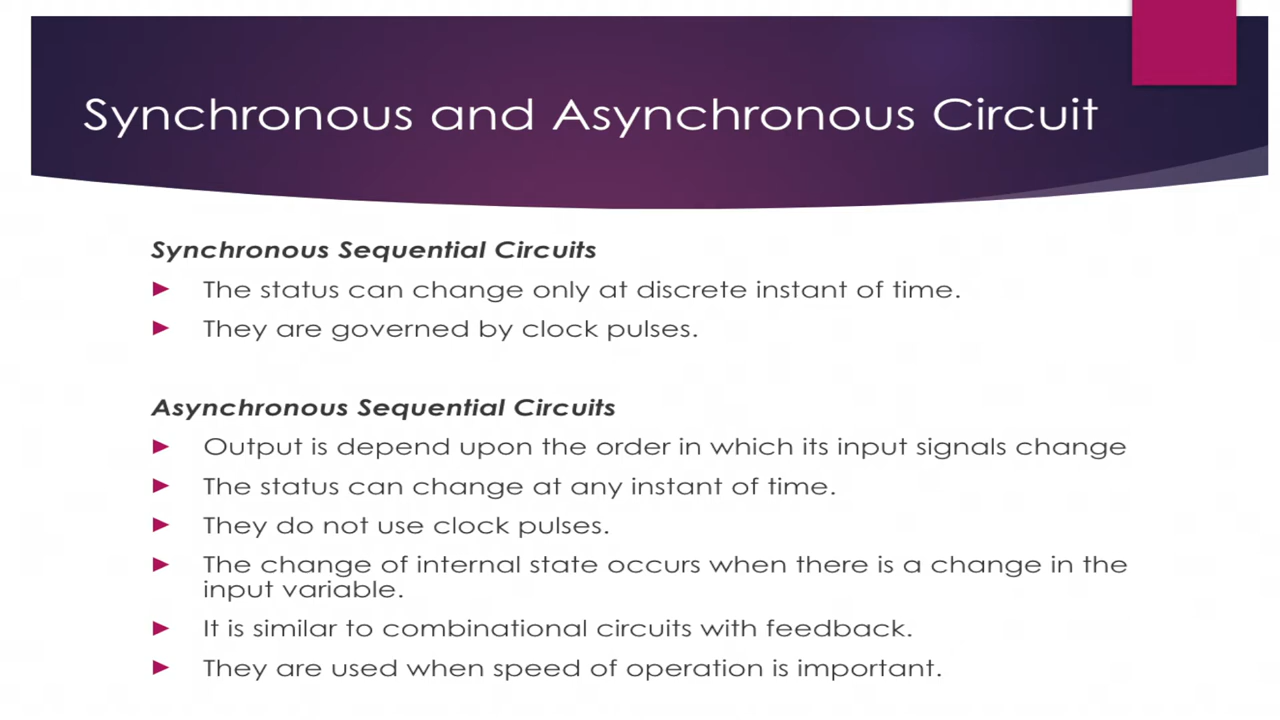 Synchronous and Asynchronous Circuit
Synchronous Sequential Circuits
The status can change only at discrete instant of time.
They are governed by clock pulses.
Asynchronous Sequential Circuits
Output is depend upon the order in which its input signals change
The status can change at any instant of time.
They do not use clock pulses.
The change of internal state occurs when there is a change in the
input variable.
It is similar to combinational circuits with feedback.
They are used when speed of operation is important.